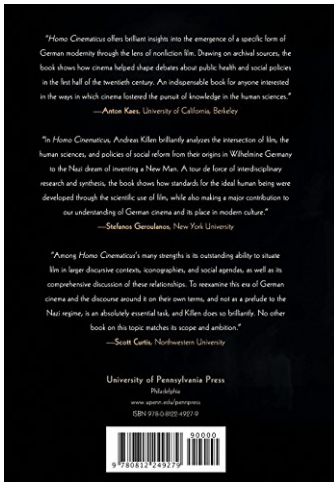 "Homo Cinematicus offers brilliant insights into the emergence of a specific form of
German modernity through the lens of nonfiction film. Drawing on archival sources, the
book shows how cinema helped shape debates about public health and social policies
in the first half of the twentieth century. An indispensable book for anyone interested
in the ways in which cinema fostered the pursuit of knowledge in the human sciences."
—Anton Kaes, University of California, Berkeley
"In Homo Cinematicus, Andreas Killen brilliantly analyzes the intersection of film, the
human sciences, and policies of social reform from their origins in Wilhelmine Germany
to the Nazi dream of inventing a New Man. A tour de force of interdisciplinary
research and synthesis, the book shows how standards for the ideal human being were
developed through the scientific use of film, while also making a major contribution to
our understanding of German cinema and its place in modern culture."
—Stefanos Geroulanos, New York University
"Among Homo Cinematicus's many strengths is its outstanding ability to situate
film in larger discursive contexts, iconographies, and social agendas, as well as its
comprehensive discussion of these relationships. To reexamine this era of German
cinema and the discourse around it on their own terms, and not as a prelude to the
Nazi regime, is an absolutely essential task, and Killen does so brilliantly. No other
book on this topic matches its scope and ambition."
—Scott Curtis, Northwestern University
University of Pennsylvania Press
Philadelphia
www.upenn.edu/pennpress
ISBN 978-0-8122-4927-9
90000
9 780812 249279